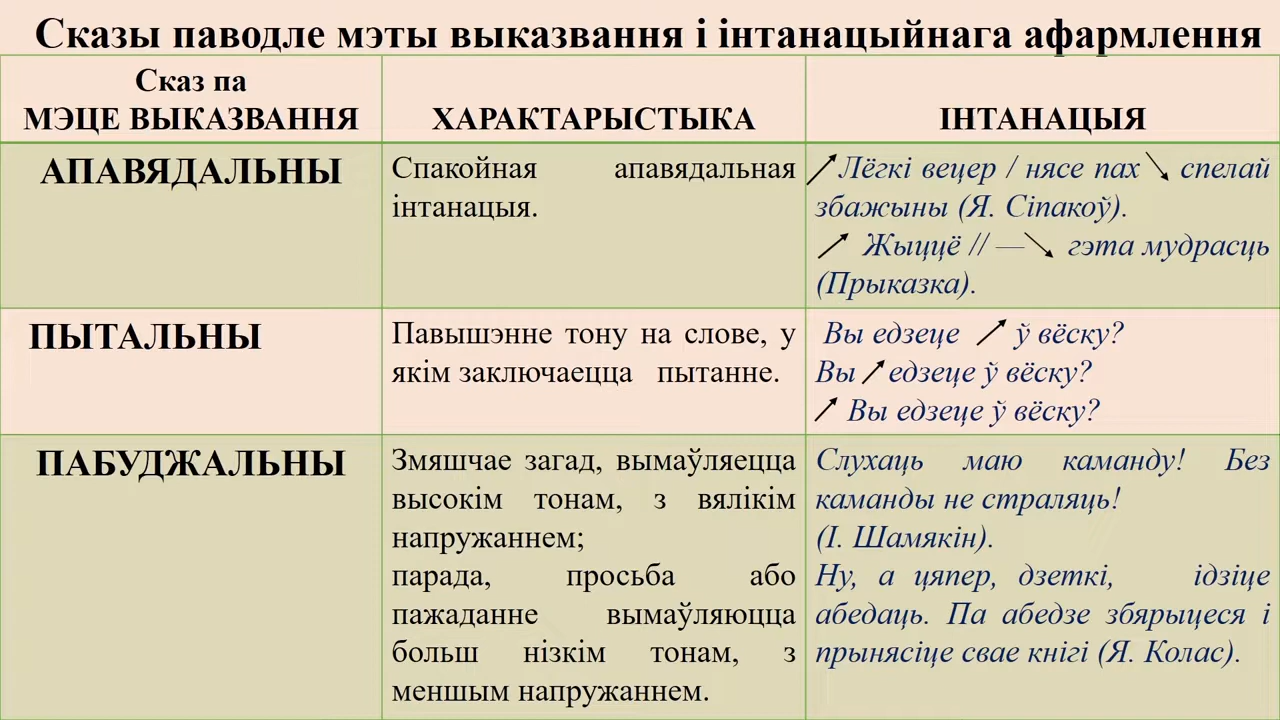 Сказы паводле мэты выказвання і інтанацыйнага афармлення
Сказ па
МЭЦЕ ВЫКАЗВАННЯ
ХАРАКТАРЫСТЫКА
ІНТАНАЦЫЯ
АПАВЯДАЛЬНЫ
Спакойная апавядальная
інтанацыя.
Лёгкі вецер / нясе пах спелай
збажыны (Я. Сіпакоў).
Жыццё // — гэта мудрасць
(Прыказка).
ПЫТАЛЬНЫ
Павышэнне тону на слове, у
якім заключаецца пытанне.
Вы едзеце ў вёску?
Вы едзеце ў вёску?
Вы едзеце ў вёску?
ПАБУДЖАЛЬНЫ
Змяшчае загад, вымаўляецца
высокім тонам, з вялікім
напружаннем;
парада, просьба або
пажаданне вымаўляюцца
больш нізкім тонам, з
меншым напружаннем.
Слухаць маю каманду! Без
каманды не страляць!
(І. Шамякін).
Ну, а цяпер, дзеткі, ідзіце
абедаць. Па абедзе збярыцеся і
прынясіце свае кнігі (Я. Колас).